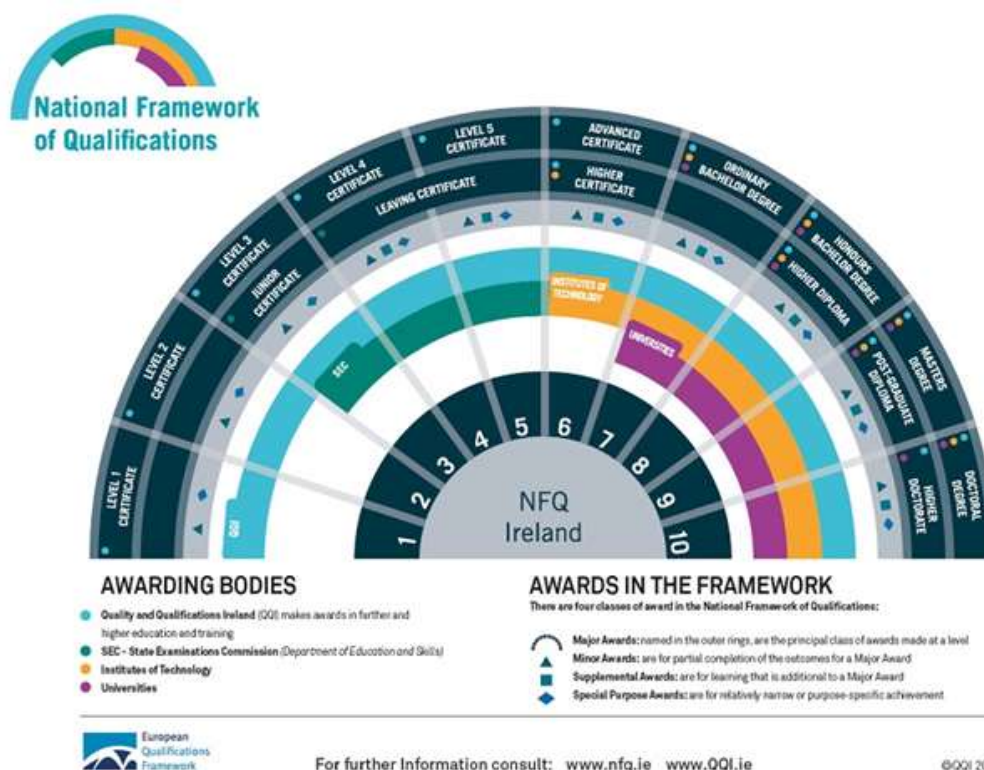 National Framework
of Qualifications
LEVEL 1
CERTIFICATE
LEVEL 2
CERTIFICATE
LEVEL 3
CERTIFICATE
LEVEL 4
CERTIFICATE
LEVEL 5
CERTIFICATE
ADVANCED
CERTIFICATE
ORDINARY
BACHELOR DEGREE
HONOURS
BACHELOR DEGREE
MASTERS
DEGREE
DOCTORAL
DEGREE
JUNIOR
CERTIFICATE
LEAVING CERTIFICATE
HIGHER
CERTIFICATE
HIGHER DIPLOMA
POST-GRADUATE
DIPLOMA
HIGHER
DOCTORATE
QQI
SEC
INSTITUTES OF
TECHNOLOGY
UNIVERSITIES
1
2
3
4
5
6
7
8
9
10
NFQ
Ireland
AWARDING BODIES
Quality and Qualifications Ireland (QQI) makes awards in further and
higher education and training
SEC - State Examinations Commission (Department of Education and Skills)
Institutes of Technology
Universities
AWARDS IN THE FRAMEWORK
There are four classes of award in the National Framework of Qualifications:
Major Awards: named in the outer rings, are the principal class of awards made at a level
Minor Awards: are for partial completion of the outcomes for a Major Award
Supplemental Awards: are for learning that is additional to a Major Award
Special Purpose Awards: are for relatively narrow or purpose-specific achievement
European
Qualifications
Framework
For further Information consult: www.nfq.ie www.QQI.ie
©QQI 20